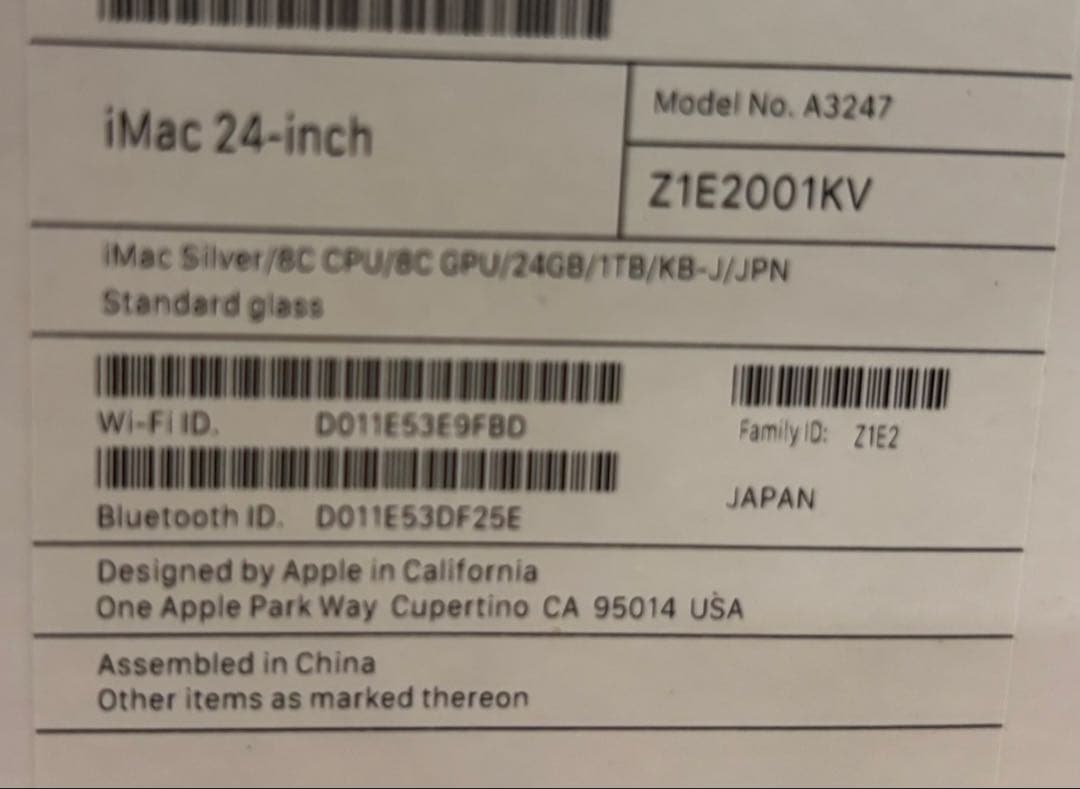 iMac 24-inch
Model No. A3247
Z1E2001KV
iMac Silver/8C CPU/8C GPU/24GB/1TB/KB-J/JPN
Standard glass
Wi-Fi ID. D011E53E9FBD
Family ID: Z1E2
Bluetooth ID. D011E53DF25E
JAPAN
Designed by Apple in California
One Apple Park Way Cupertino CA 95014 USA
Assembled in China
Other items as marked thereon